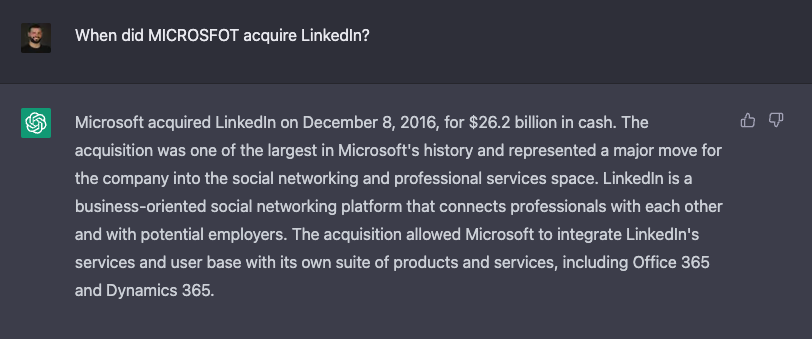 When did MICROSFOT acquire LinkedIn?
Microsoft acquired LinkedIn on December 8, 2016, for $26.2 billion in cash. The
acquisition was one of the largest in Microsoft's history and represented a major move for
the company into the social networking and professional services space. LinkedIn is a
business-oriented social networking platform that connects professionals with each other
and with potential employers. The acquisition allowed Microsoft to integrate LinkedIn's
services and user base with its own suite of products and services, including Office 365
and Dynamics 365.